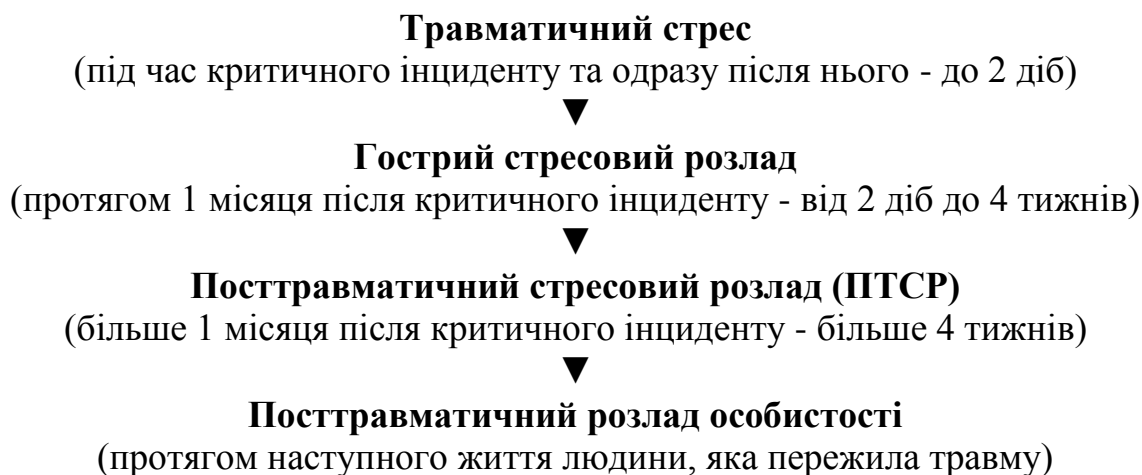 Травматичний стрес
(під час критичного інциденту та одразу після нього - до 2 діб)
▼
Гострий стресовий розлад
(протягом 1 місяця після критичного інциденту - від 2 діб до 4 тижнів)
▼
Посттравматичний стресовий розлад (ПТСР)
(більше 1 місяця після критичного інциденту - більше 4 тижнів)
▼
Посттравматичний розлад особистості
(протягом наступного життя людини, яка пережила травму)